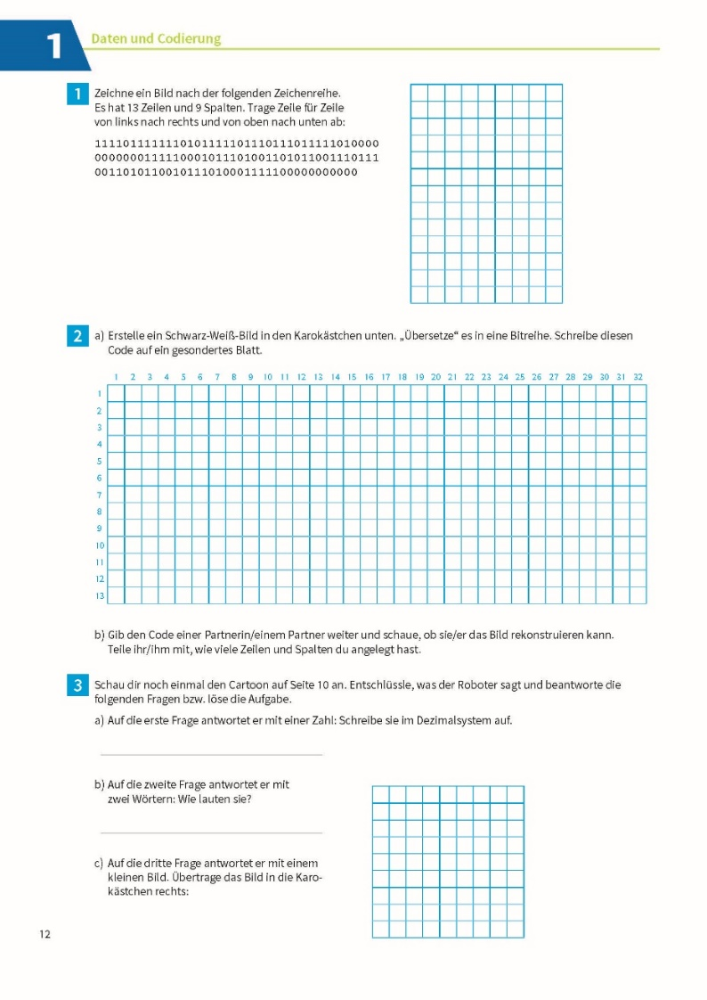 1
Daten und Codierung
1 Zeichne ein Bild nach der folgenden Zeichenreihe.
Es hat 13 Zeilen und 9 Spalten. Trage Zeile für Zeile
von links nach rechts und von oben nach unten ab:
1111011111110101111101110111011111010000
0000000111110001011101001101011001110111
0011010110010111010001111100000000000
2 a) Erstelle ein Schwarz-Weiß-Bild in den Karokästchen unten. „Übersetze“ es in eine Bitreihe. Schreibe diesen
Code auf ein gesondertes Blatt.
1 2 3 4 5 6 7 8 9 10 11 12 13 14 15 16 17 18 19 20 21 22 23 24 25 26 27 28 29 30 31 32
1
2
3
4
5
6
7
8
9
10
11
12
13
b) Gib den Code einer Partnerin/einem Partner weiter und schaue, ob sie/er das Bild rekonstruieren kann.
Teile ihr/ihm mit, wie viele Zeilen und Spalten du angelegt hast.
3 Schau dir noch einmal den Cartoon auf Seite 10 an. Entschlüssle, was der Roboter sagt und beantworte die
folgenden Fragen bzw. löse die Aufgabe.
a) Auf die erste Frage antwortet er mit einer Zahl: Schreibe sie im Dezimalsystem auf.
b) Auf die zweite Frage antwortet er mit
zwei Wörtern: Wie lauten sie?
c) Auf die dritte Frage antwortet er mit einem
kleinen Bild. Übertrage das Bild in die Karo-
kästchen rechts:
12